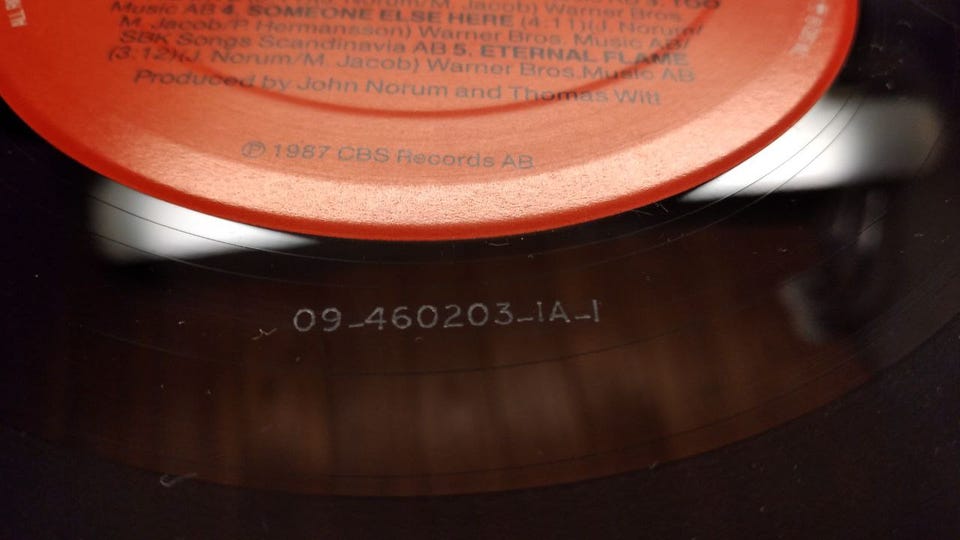 Music AB 4. SOMEONE ELSE HERE (4:11)(J. Norum/
M. Jacob/P. Hermansson) Warner Bros. Music AB/
SBK Songs Scandinavia AB 5. ETERNAL FLAME
(3:12)(J. Norum/M. Jacob) Warner Bros.Music AB
Produced by John Norum and Thomas Witt
℗ 1987 CBS Records AB
09_460203_1A_1